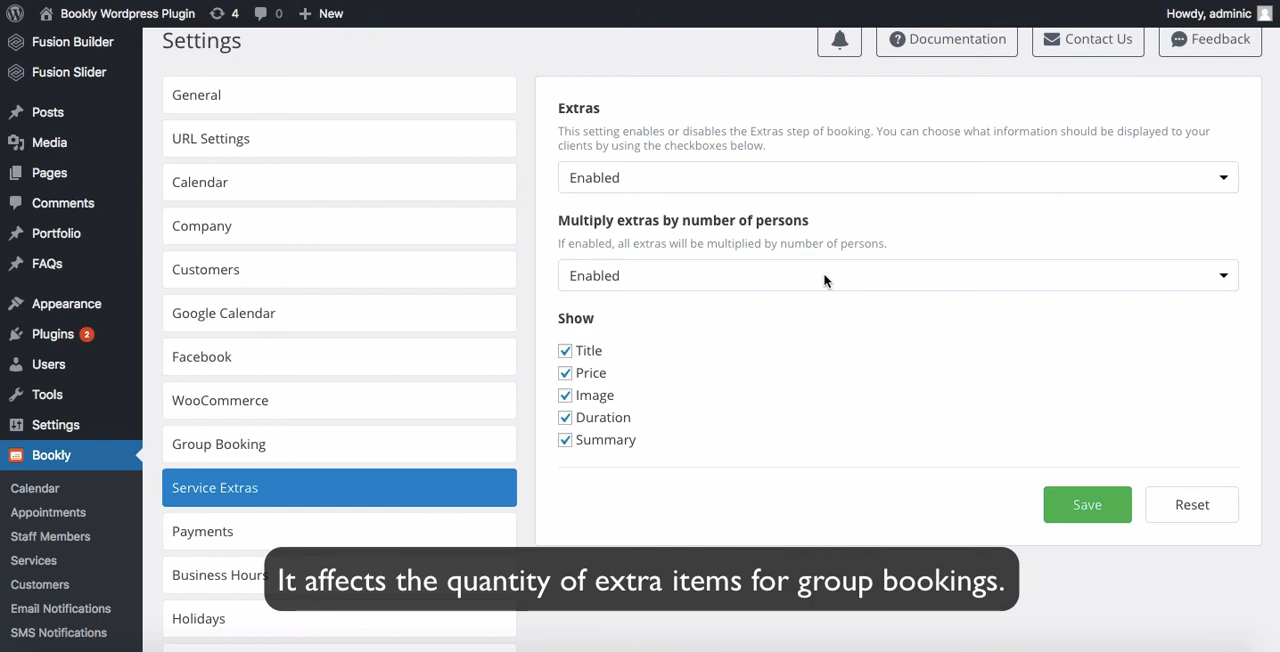 Bookly Wordpress Plugin
4
0
New
Howdy, adminic
Fusion Builder
Fusion Slider
Posts
Media
Pages
Comments
Portfolio
FAQs
Appearance
Plugins 2
Users
Tools
Settings
Bookly
Calendar
Appointments
Staff Members
Services
Customers
Email Notifications
SMS Notifications
Settings
Documentation
Contact Us
Feedback
General
URL Settings
Calendar
Company
Customers
Google Calendar
Facebook
WooCommerce
Group Booking
Service Extras
Payments
Business Hours
Holidays
Extras
This setting enables or disables the Extras step of booking. You can choose what information should be displayed to your
clients by using the checkboxes below.
Enabled
Multiply extras by number of persons
If enabled, all extras will be multiplied by number of persons.
Enabled
Show
Title
Price
Image
Duration
Summary
Save
Reset
It affects the quantity of extra items for group bookings.